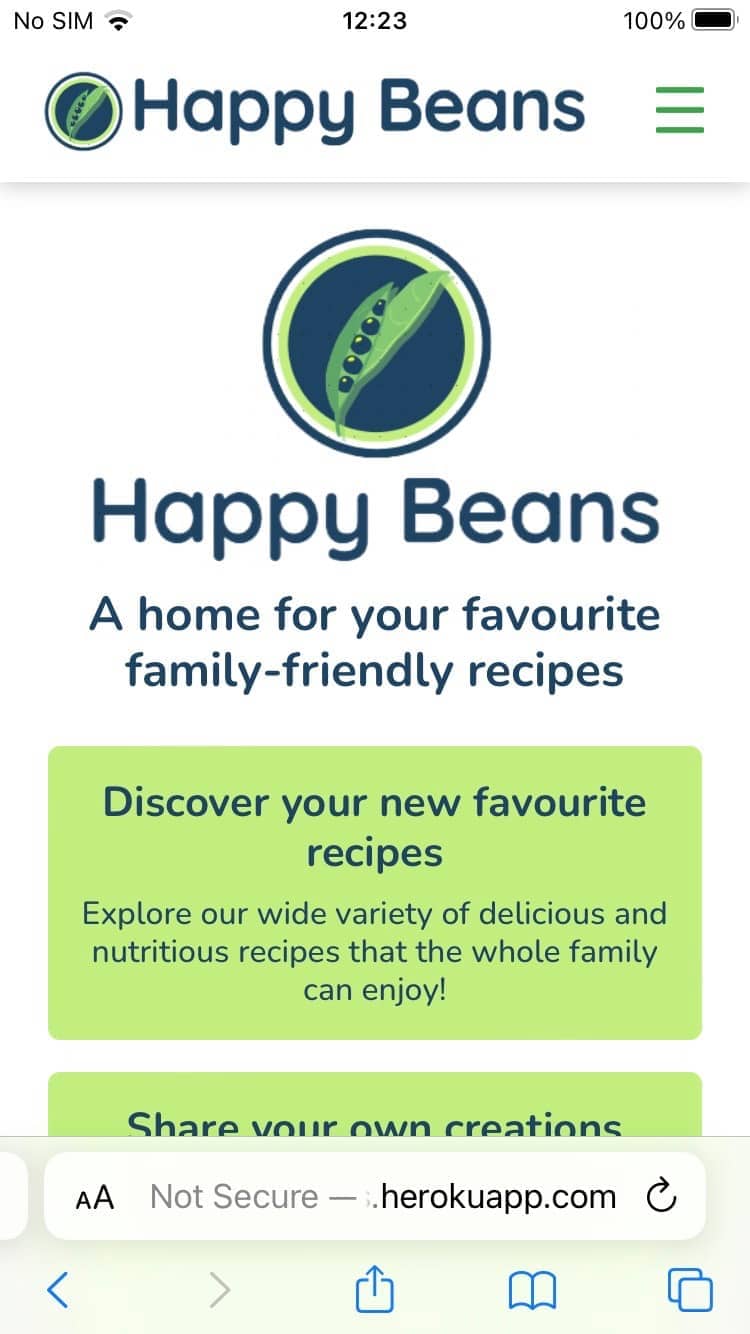 No SIM 12:23 100%
Happy Beans
Happy Beans
A home for your favourite
family-friendly recipes
Discover your new favourite
recipes
Explore our wide variety of delicious and
nutritious recipes that the whole family
can enjoy!
Share your own creations
AA Not Secure — .herokuapp.com